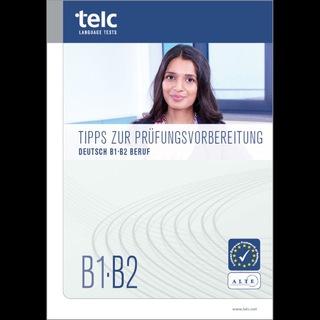 telc
LANGUAGE TESTS
TIPPS ZUR PRÜFUNGSVORBEREITUNG
DEUTSCH B1·B2 BERUF
B1·B2
ALTE
www.telc.net